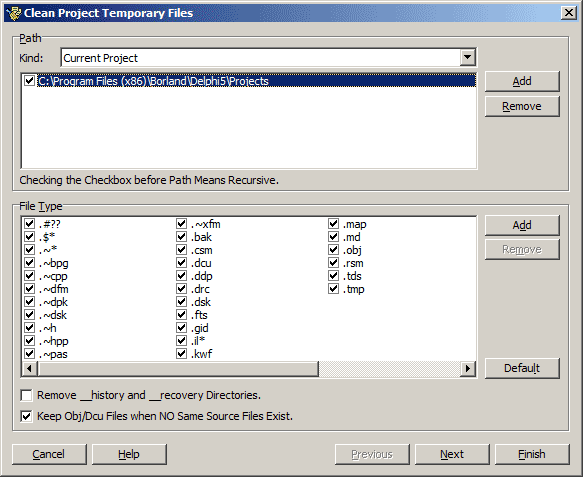 Clean Project Temporary Files
Path
Kind:
Current Project
C:\Program Files (x86)\Borland\Delphi5\Projects
Add
Remove
Checking the Checkbox before Path Means Recursive.
File Type
.#??
.$*
.~*
.~bpg
.~cpp
.~dfm
.~dpk
.~dsk
.~h
.~hpp
.~pas
.~xfm
.bak
.csm
.dcu
.ddp
.drc
.dsk
.fts
.gid
.il*
.kwf
.map
.md
.obj
.rsm
.tds
.tmp
Add
Remove
Default
Remove __history and __recovery Directories.
Keep Obj/Dcu Files when NO Same Source Files Exist.
Cancel
Help
Previous
Next
Finish